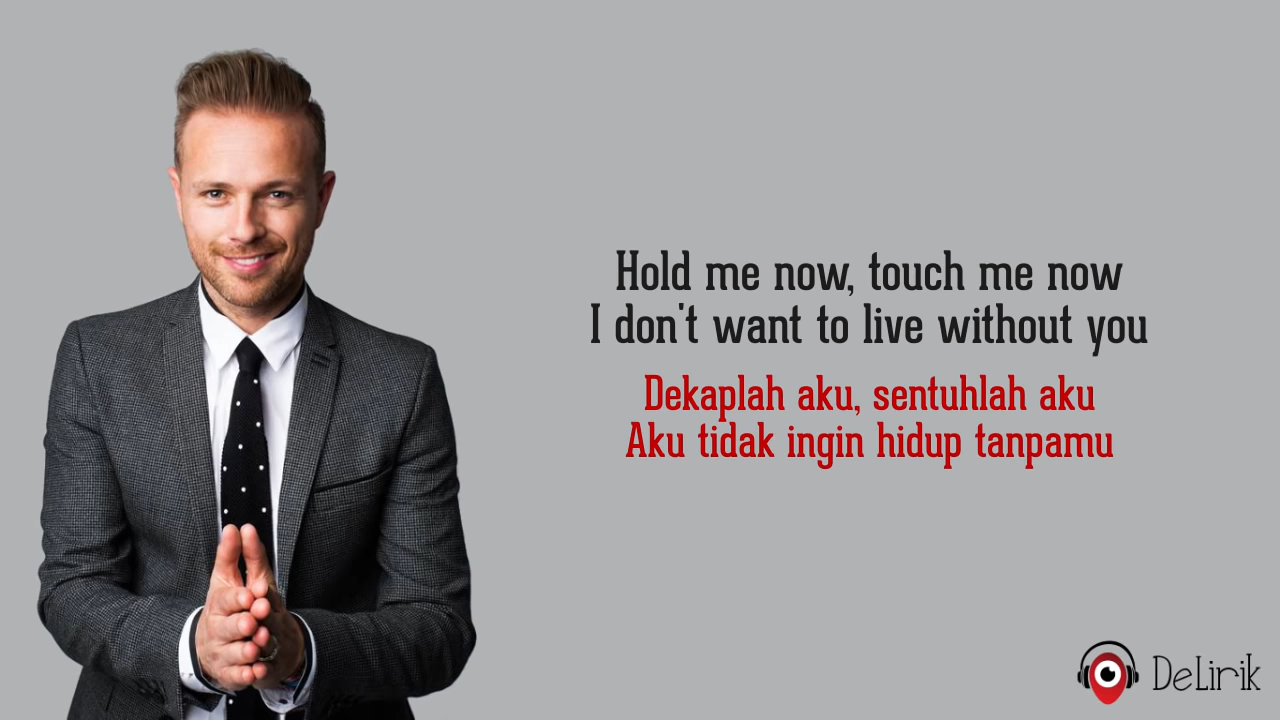 Hold me now, touch me now
I don't want to live without you
Dekaplah aku, sentuhlah aku
Aku tidak ingin hidup tanpamu
DeLirik